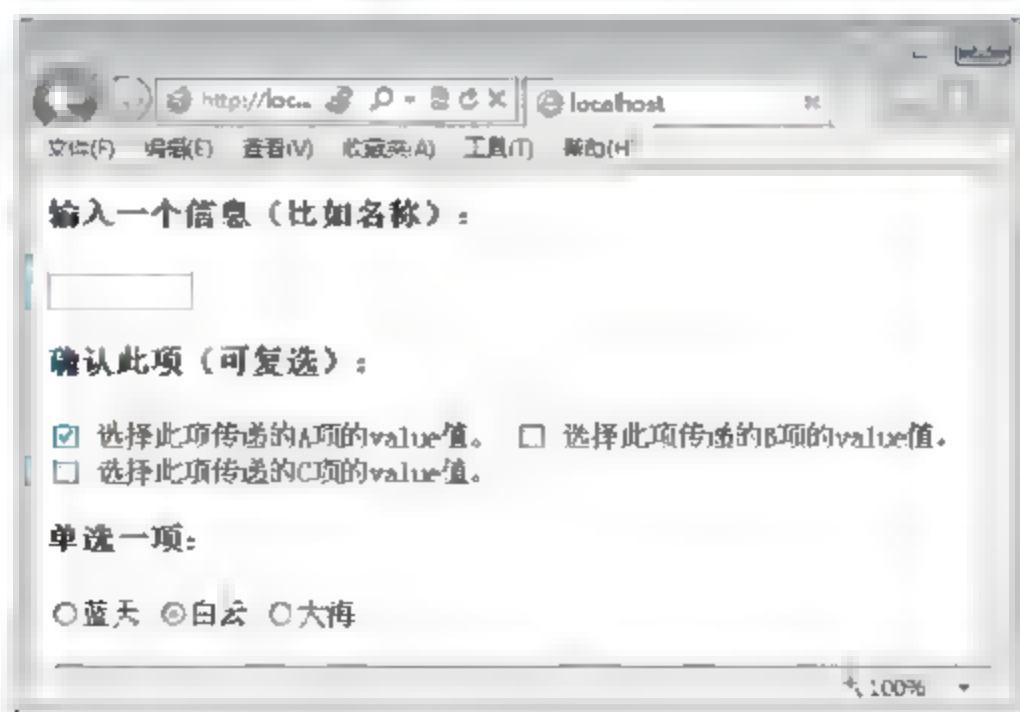 http://loc... localhost
文件(F) 编辑(E) 查看(V) 收藏夹(A) 工具(T) 帮助(H
输入一个信息（比如名称）：
确认此项（可复选）：
选择此项传递的A项的value值。 选择此项传递的B项的value值。
选择此项传递的C项的value值。
单选一项：
蓝天 白云 大海
100%